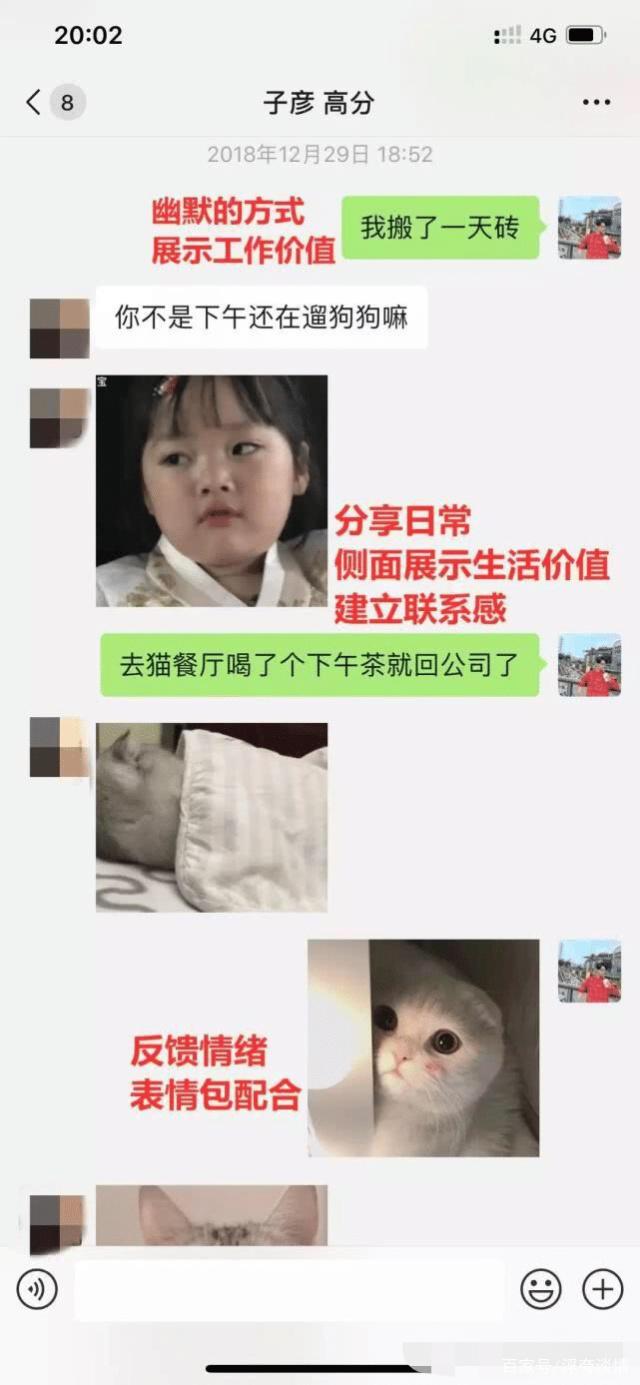 20:02
4G
8
子彦 高分
2018年12月29日 18:52
幽默的方式
展示工作价值
我搬了一天砖
你不是下午还在遛狗狗嘛
宝
分享日常
侧面展示生活价值
建立联系感
去猫餐厅喝了个下午茶就回公司了
反馈情绪
表情包配合
百家号/